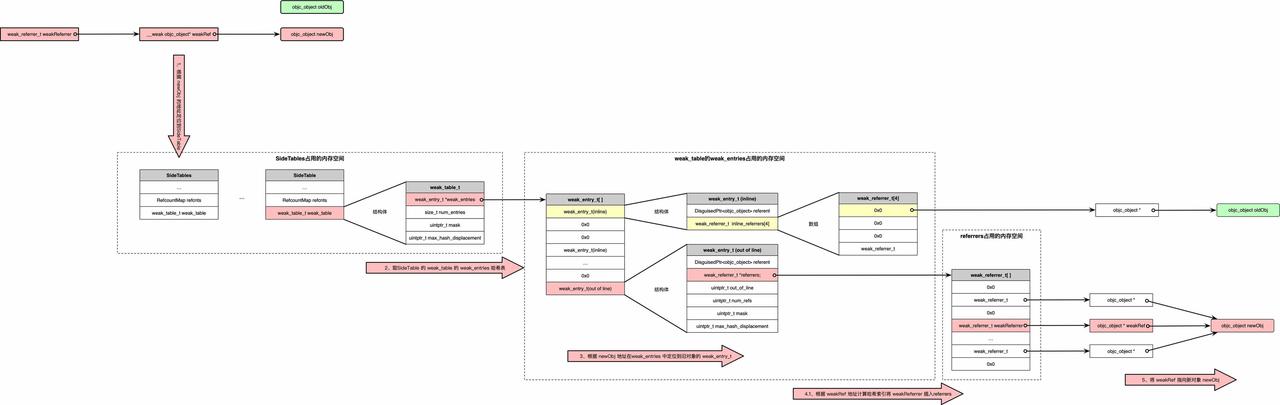 objc_object oldObj
weak_referrer_t weakReferrer
__weak objc_object* weakRef
objc_object newObj
1、根据 newObj 的地址定位到SideTable
SideTables占用的内存空间
SideTables
...
RefcountMap refcnts
weak_table_t weak_table
...
SideTable
...
RefcountMap refcnts
weak_table_t weak_table
结构体
weak_table_t
weak_entry_t *weak_entries
size_t num_entries
uintptr_t mask
uintptr_t max_hash_displacement
2、取SideTable 的 weak_table 的 weak_entries 哈希表
weak_table的weak_entries占用的内存空间
weak_entry_t[ ]
weak_entry_t(inline)
0x0
0x0
weak_entry_t(inline)
...
0x0
weak_entry_t(out of line)
结构体
weak_entry_t (inline)
DisguisedPtr<objc_object> referent
weak_referrer_t inline_referrers[4]
数组
weak_referrer_t[4]
0x0
0x0
0x0
weak_referrer_t
结构体
weak_entry_t (out of line)
DisguisedPtr<objc_object> referent
weak_referrer_t *referrers;
uintptr_t out_of_line
uintptr_t num_refs
uintptr_t mask
uintptr_t max_hash_displacement
3、根据 newObj 地址在weak_entries 中定位到旧对象的 weak_entry_t
objc_object *
objc_object oldObj
referrers占用的内存空间
weak_referrer_t[ ]
0x0
weak_referrer_t
0x0
weak_referrer_t weakReferrer
...
weak_referrer_t
0x0
objc_object *
objc_object * weakRef
objc_object *
objc_object newObj
4.1、根据 weakRef 地址计算哈希索引将 weakReferrer 插入referrers
5、将 weakRef 指向新对象 newObj